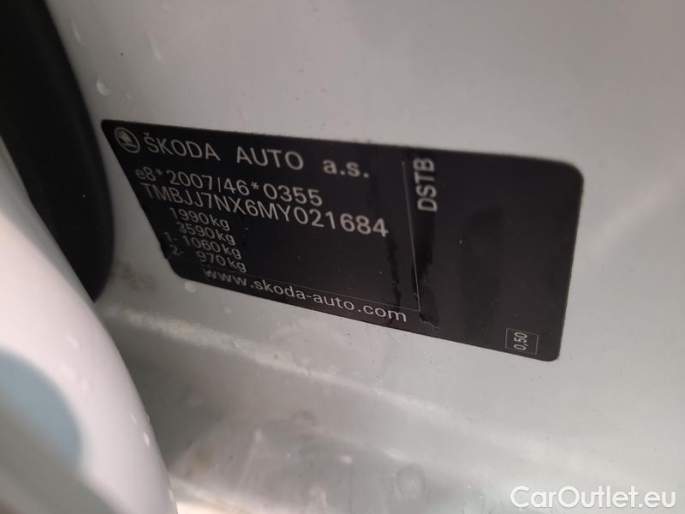 ŠKODA AUTO a.s.
e8*2007/46*0355
TMBJJ7NX6MY021684
1990kg
3590kg
1- 1060kg
2- 970kg
www.skoda-auto.com
DSTB
0,50
CarOutlet.eu